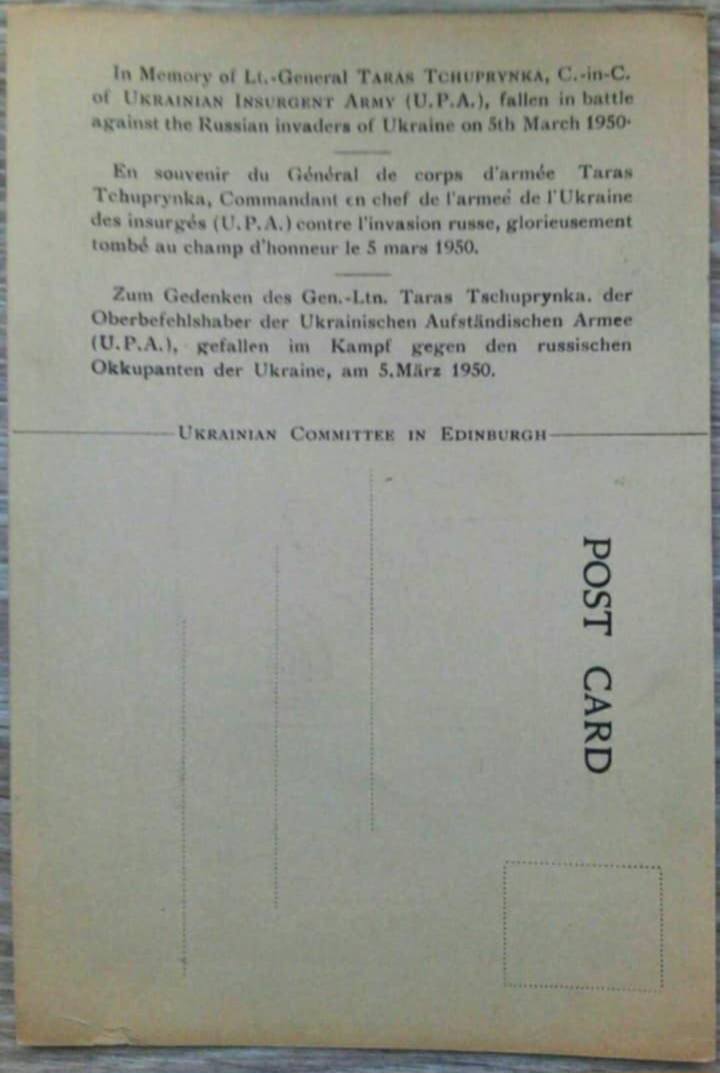 In Memory of Lt.-General TARAS TCHUPRYNKA, C.-in-C.
of UKRAINIAN INSURGENT ARMY (U.P.A.), fallen in battle
against the Russian invaders of Ukraine on 5th March 1950·
En souvenir du Général de corps d'armée Taras
Tchuprynka, Commandant en chef de l'armeé de l'Ukraine
des insurgés (U.P.A.) contre l'invasion russe, glorieusement
tombé au champ d'honneur le 5 mars 1950.
Zum Gedenken des Gen.-Ltn. Taras Tschuprynka. der
Oberbefehlshaber der Ukrainischen Aufständischen Armee
(U.P.A.), gefallen im Kampf gegen den russischen
Okkupanten der Ukraine, am 5.März 1950.
UKRAINIAN COMMITTEE IN EDINBURGH
POST CARD